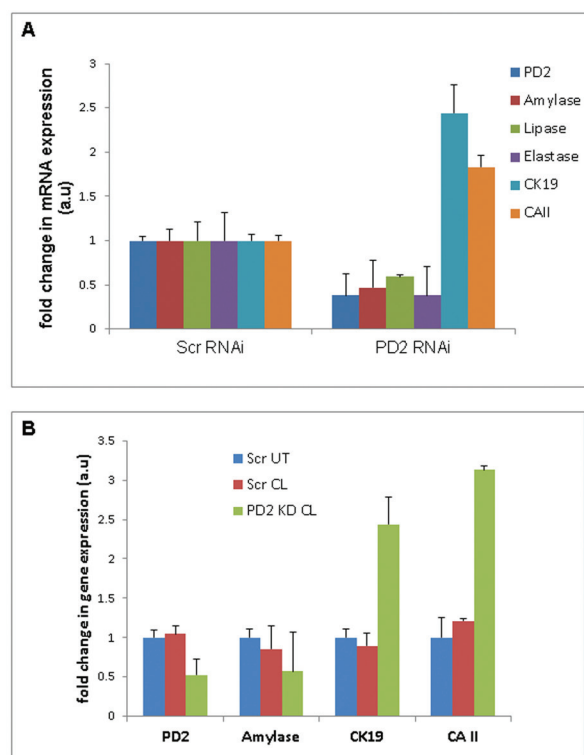 A
fold change in mRNA expression
(a.u)
3
2.5
2
1.5
1
0.5
0
Scr RNAi
PD2 RNAi
PD2
Amylase
Lipase
Elastase
CK19
CAII
B
fold change in gene expression (a.u)
3.5
3
2.5
2
1.5
1
0.5
0
Scr UT
Scr CL
PD2 KD CL
PD2
Amylase
CK19
CA II